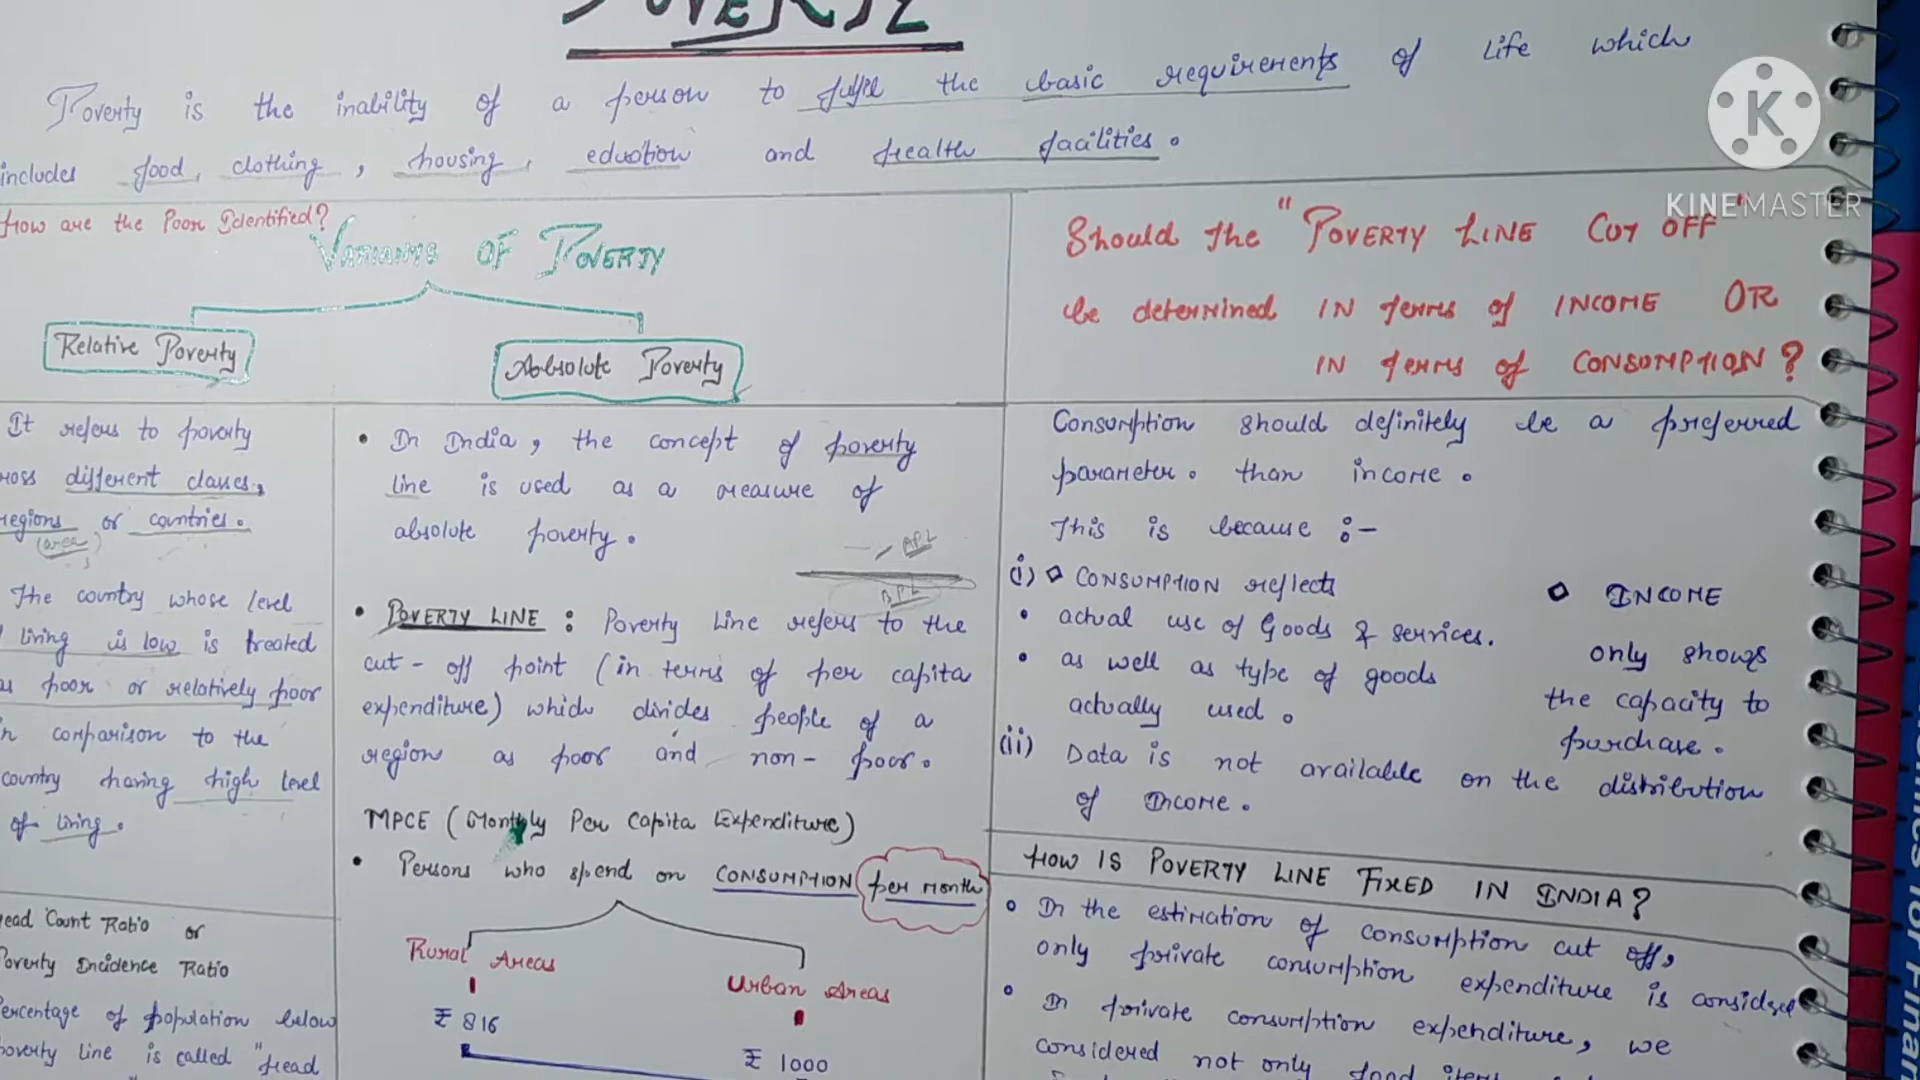 POVERTY
Poverty is the inability of a person to fulfil the basic requirements of life which
includes food, clothing, housing, eduction and health facilities.
How are the Poor Identified?
VARIANTS OF POVERTY
Relative Poverty
Absolute Poverty
It refers to poverty
different classes,
regions or countries.
(area)
The country whose level
living is low is treated
as poor or relatively poor
in comparison to the
country having high level
of living.
Head Count Ratio or
Poverty Incidence Ratio
Percentage of population below
poverty line is called "Head
• In India, the concept of poverty
line is used as a measure of
absolute poverty.
APL
BPL
• POVERTY LINE : Poverty Line refers to the
cut-off point (in terms of per capita
expenditure) which divides people of a
region as poor and non-poor.
MPCE (Monthly Per Capita Expenditure)
• Persons who spend on CONSUMPTION per month
Rural Areas
Urban Areas
₹ 816
₹ 1000
Should the "POVERTY LINE CUT OFF"
be determined IN terms of INCOME OR
IN terms of CONSUMPTION?
Consumption should definitely be a preferred
parameter. than income.
This is because :-
(i) CONSUMPTION reflects
• actual use of Goods & services.
• as well as type of goods
actually used.
INCOME
only shows
the capacity to
purchase.
(ii) Data is not available on the distribution
of Income.
HOW IS POVERTY LINE FIXED IN INDIA?
• In the estimation of consumption cut off,
only private consumption expenditure is considered
• In private consumption expenditure, we
considered not only food items
K
KINEMASTER